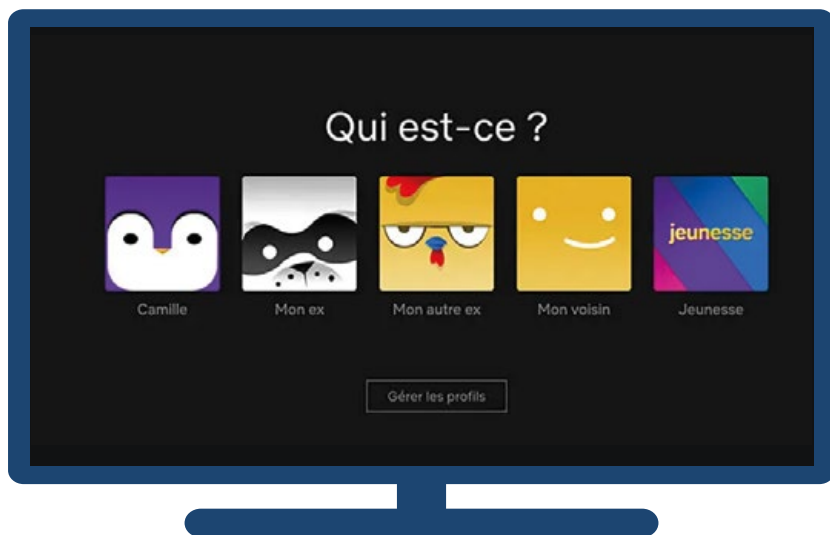 Qui est-ce ?
jeunesse
Camille
Mon ex
Mon autre ex
Mon voisin
Jeunesse
Gérer les profils